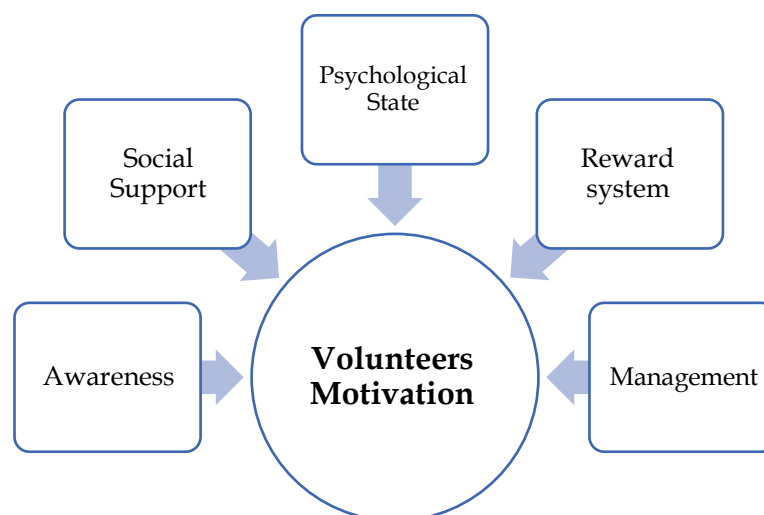 Psychological
State
Social
Support
Reward
system
Awareness
Volunteers
Motivation
Management